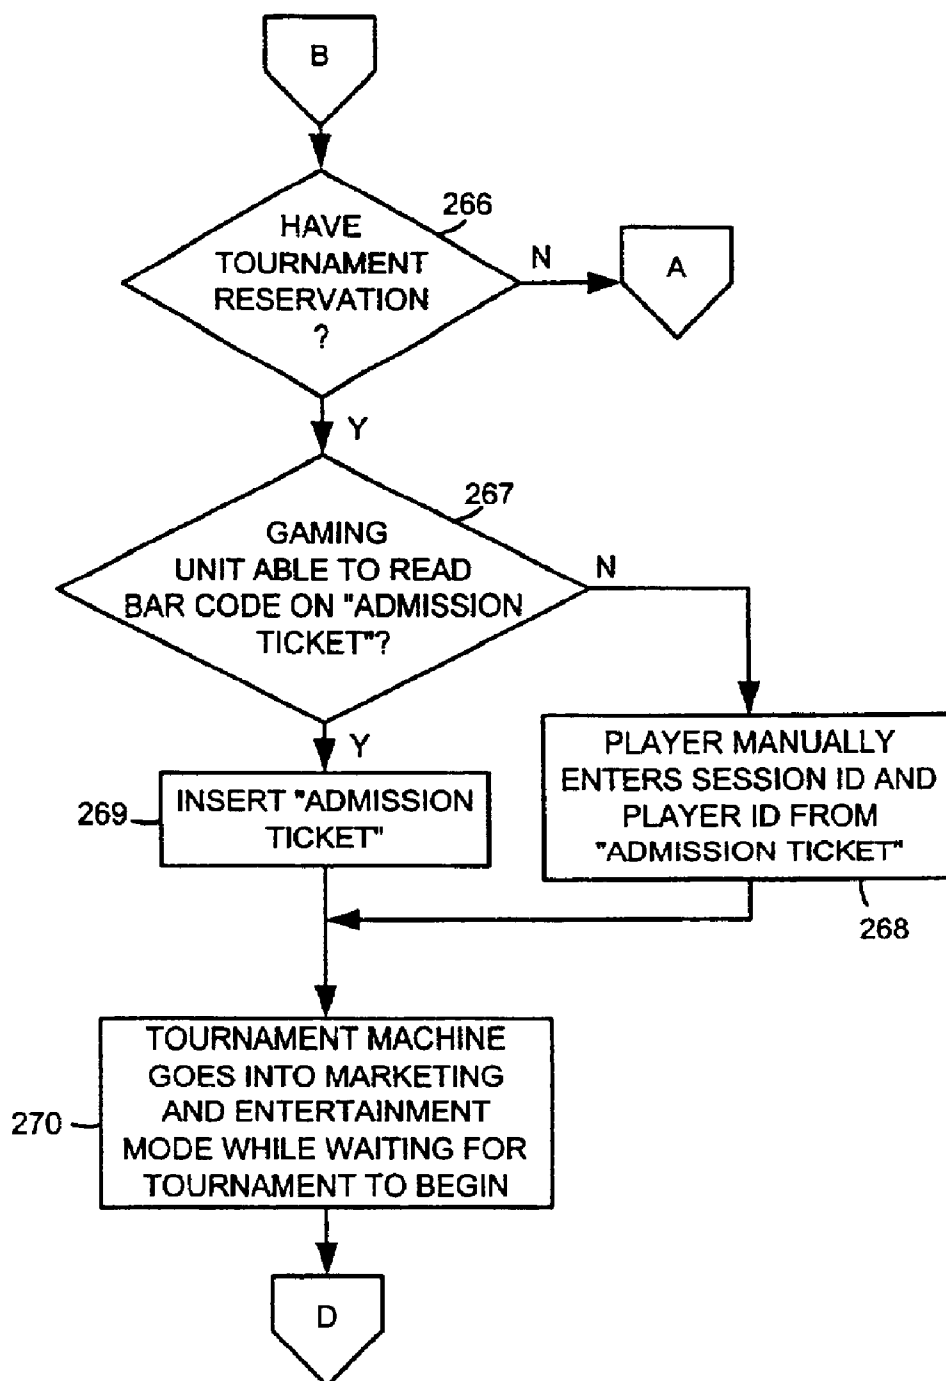 B
HAVE
TOURNAMENT
RESERVATION
?
266
N
A
Y
GAMING
UNIT ABLE TO READ
BAR CODE ON "ADMISSION
TICKET"?
267
N
Y
INSERT "ADMISSION
TICKET"
269
PLAYER MANUALLY
ENTERS SESSION ID AND
PLAYER ID FROM
"ADMISSION TICKET"
268
TOURNAMENT MACHINE
GOES INTO MARKETING
AND ENTERTAINMENT
MODE WHILE WAITING FOR
TOURNAMENT TO BEGIN
270
D